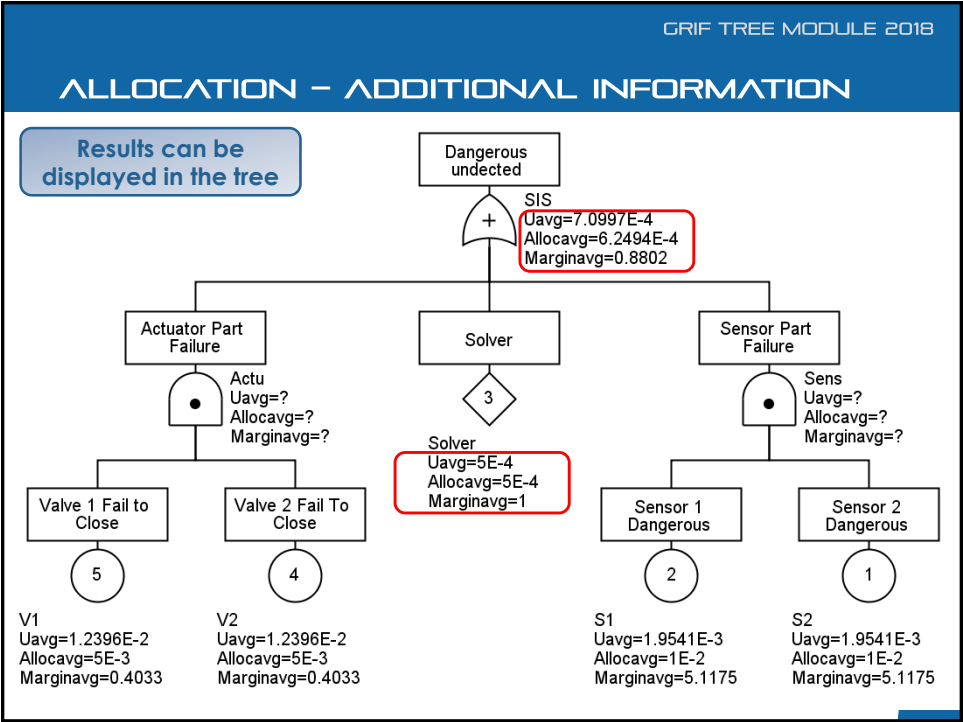 GRIF TREE MODULE 2018
ALLOCATION – ADDITIONAL INFORMATION
Results can be
displayed in the tree
Dangerous
undected
+
SIS
Uavg=7.0997E-4
Allocavg=6.2494E-4
Marginavg=0.8802
Actuator Part
Failure
Actu
Uavg=?
Allocavg=?
Marginavg=?
Solver
3
Solver
Uavg=5E-4
Allocavg=5E-4
Marginavg=1
Sensor Part
Failure
Sens
Uavg=?
Allocavg=?
Marginavg=?
Valve 1 Fail to
Close
5
V1
Uavg=1.2396E-2
Allocavg=5E-3
Marginavg=0.4033
Valve 2 Fail To
Close
4
V2
Uavg=1.2396E-2
Allocavg=5E-3
Marginavg=0.4033
Sensor 1
Dangerous
2
S1
Uavg=1.9541E-3
Allocavg=1E-2
Marginavg=5.1175
Sensor 2
Dangerous
1
S2
Uavg=1.9541E-3
Allocavg=1E-2
Marginavg=5.1175